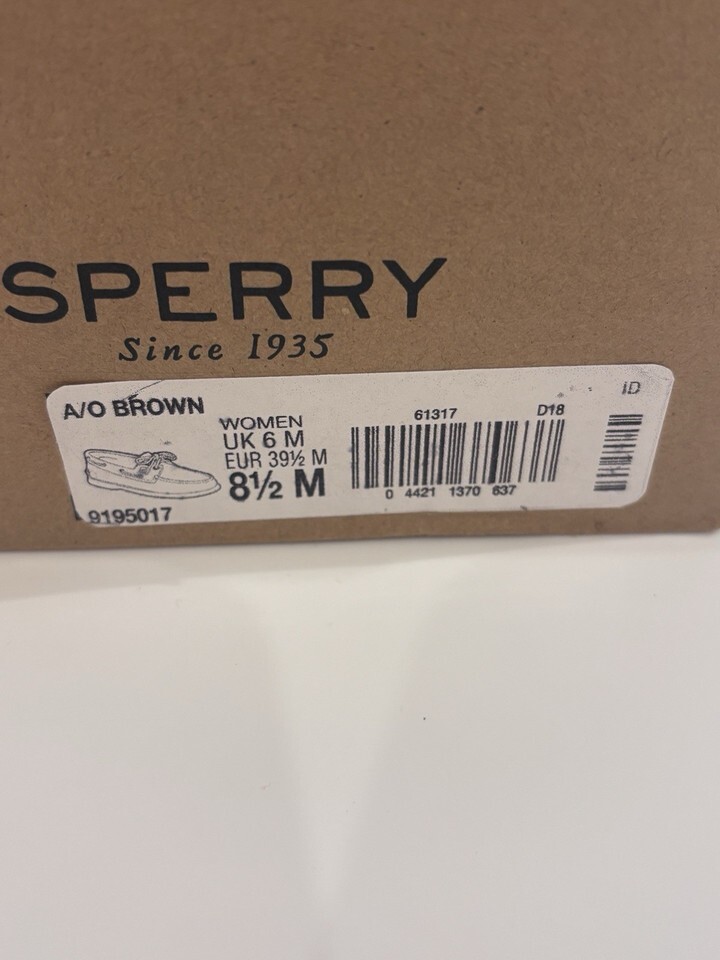 SPERRY
Since 1935
A/O BROWN
WOMEN
UK 6 M
EUR 39½ M
8½ M
9195017
61317
D18
0 4421 1370 637
ID